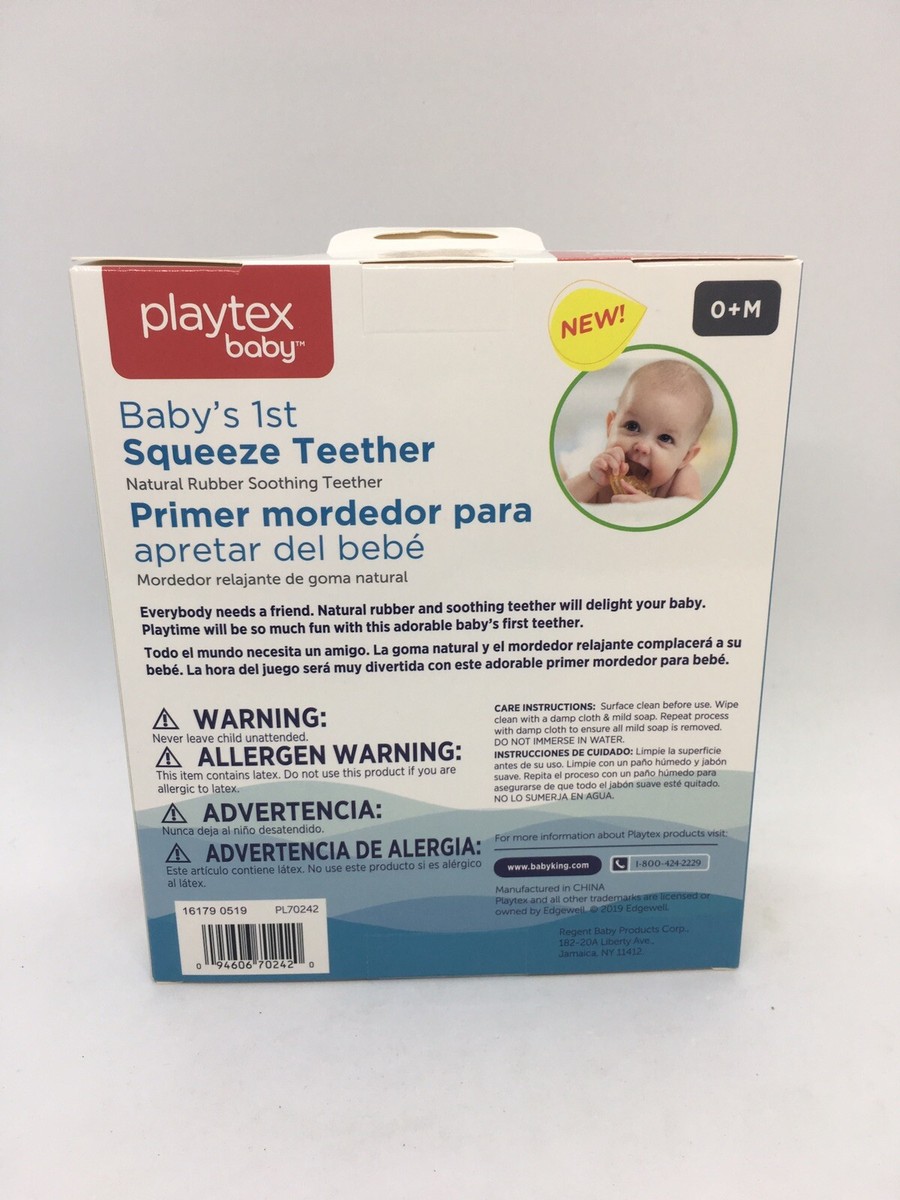 playtex
baby™
NEW!
0+M
Baby's 1st
Squeeze Teether
Natural Rubber Soothing Teether
Primer mordedor para
apretar del bebé
Mordedor relajante de goma natural
Everybody needs a friend. Natural rubber and soothing teether will delight your baby.
Playtime will be so much fun with this adorable baby's first teether.
Todo el mundo necesita un amigo. La goma natural y el mordedor relajante complacerá a su
bebé. La hora del juego será muy divertida con este adorable primer mordedor para bebé.
WARNING:
Never leave child unattended.
ALLERGEN WARNING:
This item contains latex. Do not use this product if you are
allergic to latex.
ADVERTENCIA:
Nunca deja al niño desatendido.
ADVERTENCIA DE ALERGIA:
Este artículo contiene látex. No use este producto si es alérgico
al látex.
CARE INSTRUCTIONS: Surface clean before use. Wipe
clean with a damp cloth & mild soap. Repeat process
with damp cloth to ensure all mild soap is removed.
DO NOT IMMERSE IN WATER.
INSTRUCCIONES DE CUIDADO: Limpie la superficie
antes de su uso. Limpie con un paño húmedo y jabón
suave. Repita el proceso con un paño húmedo para
asegurarse de que todo el jabón suave esté quitado.
NO LO SUMERJA EN AGUA.
For more information about Playtex products visit:
www.babyking.com
1-800-424-2229
Manufactured in CHINA
Playtex and all other trademarks are licensed or
owned by Edgewell. © 2019 Edgewell.
Regent Baby Products Corp.,
182-20A Liberty Ave.,
Jamaica, NY 11412
16179 0519 PL70242
0 94606 70242 0